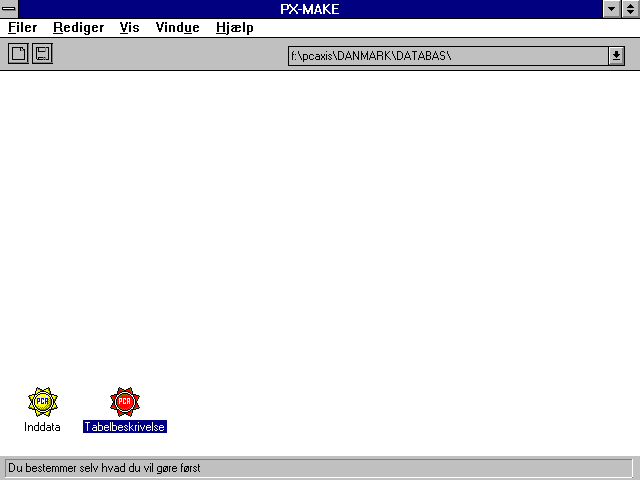 PX-MAKE
Filer Rediger Vis Vindue Hjælp
f:\pcaxis\DANMARK\DATABAS\
PCA PCA
Inddata Tabelbeskrivelse
Du bestemmer selv hvad du vil gøre først